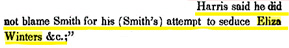 Harris said he did
not blame Smith for his (Smith's) attempt to seduce Eliza
Winters &c.;"